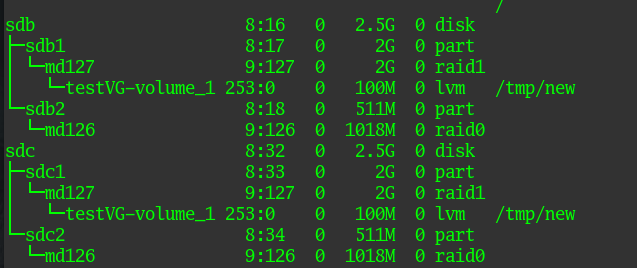 /
sdb 8:16 0 2.5G 0 disk
├─sdb1 8:17 0 2G 0 part
│ └─md127 9:127 0 2G 0 raid1
│   └─testVG-volume_1 253:0 0 100M 0 lvm /tmp/new
└─sdb2 8:18 0 511M 0 part
  └─md126 9:126 0 1018M 0 raid0
sdc 8:32 0 2.5G 0 disk
├─sdc1 8:33 0 2G 0 part
│ └─md127 9:127 0 2G 0 raid1
│   └─testVG-volume_1 253:0 0 100M 0 lvm /tmp/new
└─sdc2 8:34 0 511M 0 part
  └─md126 9:126 0 1018M 0 raid0